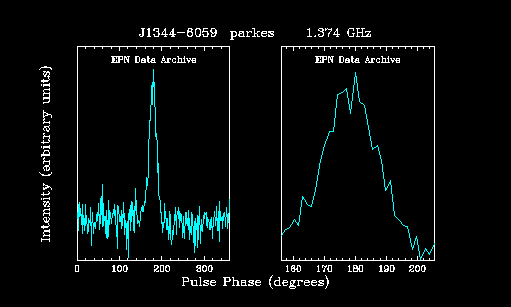 J1344-6059 parkes 1.374 GHz
EPN Data Archive EPN Data Archive
Intensity (arbitrary units)
0 100 200 300 160 170 180 190 200
Pulse Phase (degrees)